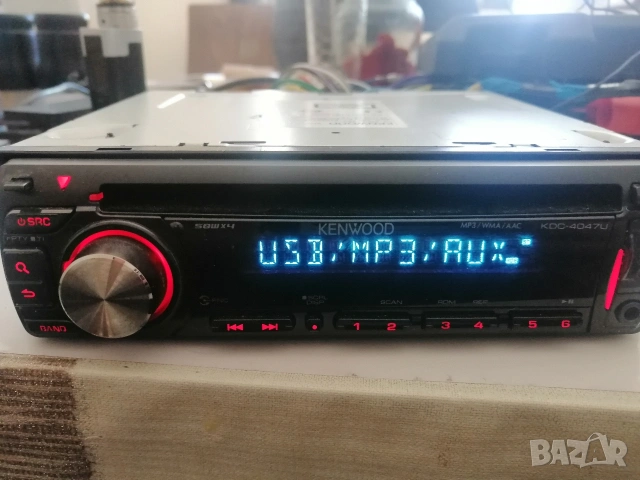 SRC
50Wx4
KENWOOD
MP3/WMA/AAC
KDC-4047U
USB/MP3/AUX
SCAN
RDM
REP
BAND
1 2 3 4 5 6
BAZAR